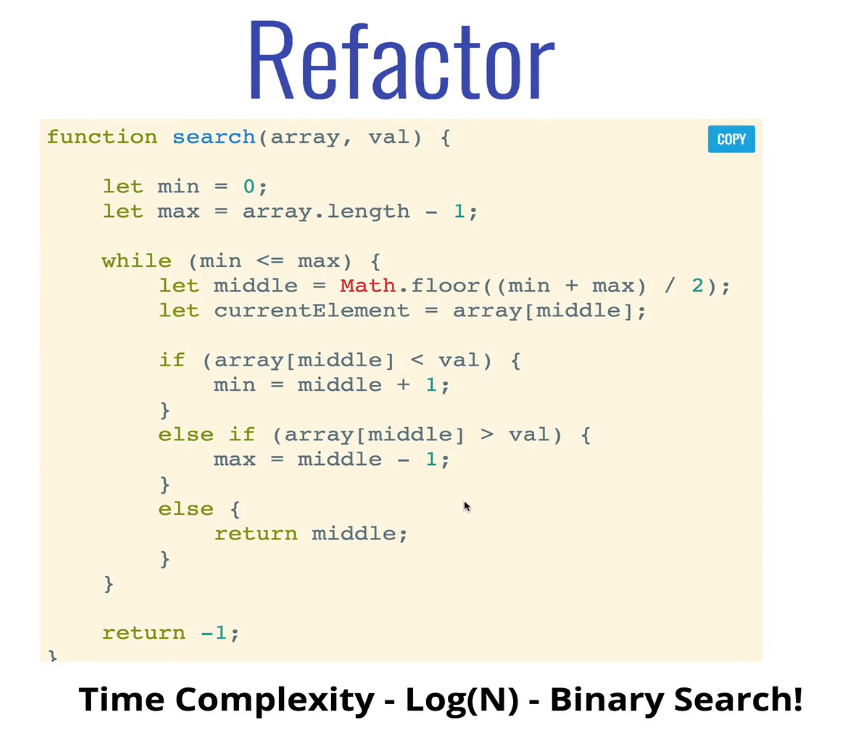 Refactor
function search(array, val) {
COPY
let min = 0;
let max = array.length - 1;
while (min <= max) {
let middle = Math.floor((min + max) / 2);
let currentElement = array[middle];
if (array[middle] < val) {
min = middle + 1;
}
else if (array[middle] > val) {
max = middle - 1;
}
else {
return middle;
}
}
return -1;
}
Time Complexity - Log(N) - Binary Search!